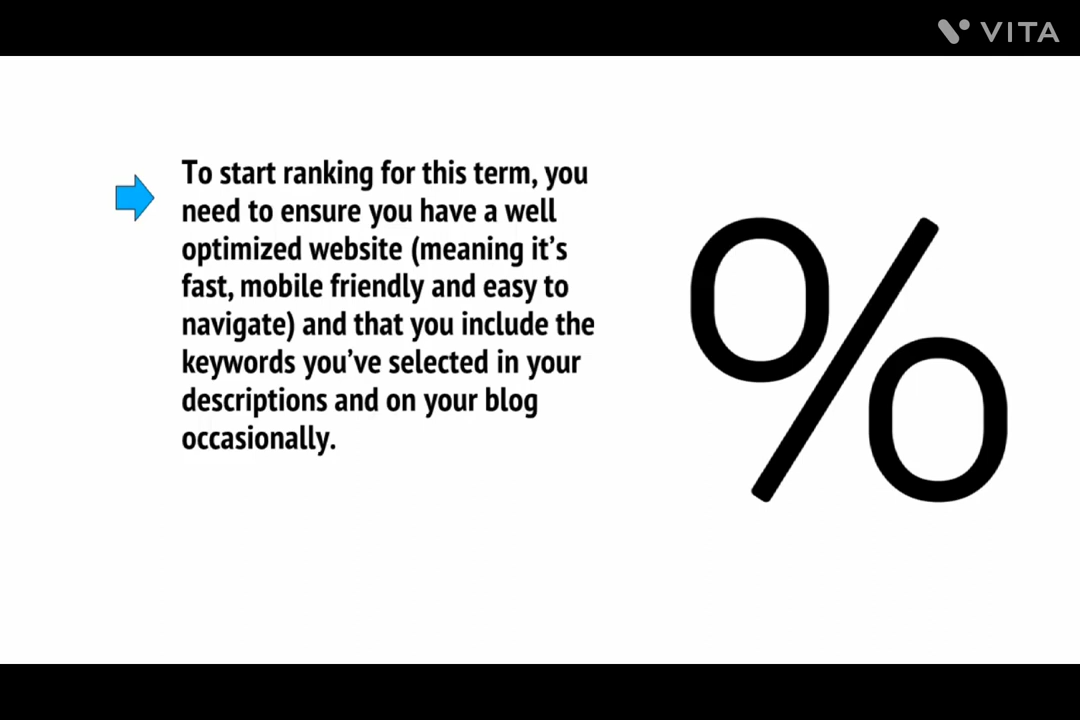 VITA
To start ranking for this term, you
need to ensure you have a well
optimized website (meaning it's
fast, mobile friendly and easy to
navigate) and that you include the
keywords you've selected in your
descriptions and on your blog
occasionally.
%